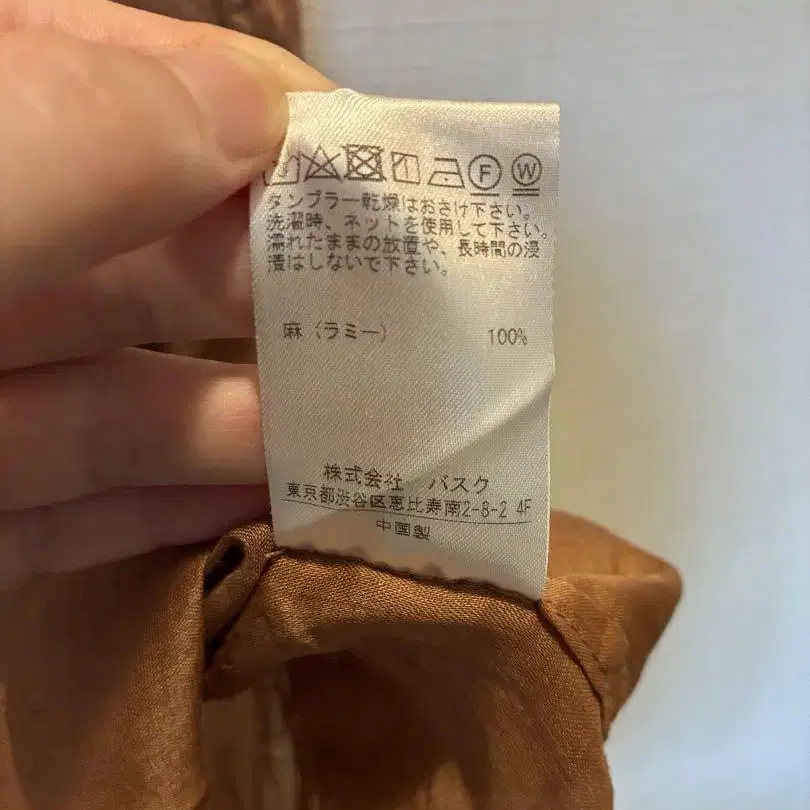 F W
タンブラー乾燥はおさけ下さい。
洗濯時、ネットを使用して下さい。
濡れたままの放置や、長時間の浸
漬はしないで下さい。
麻（ラミー） 100%
株式会社 バスク
東京都渋谷区恵比寿南2-8-2 4F
中国製